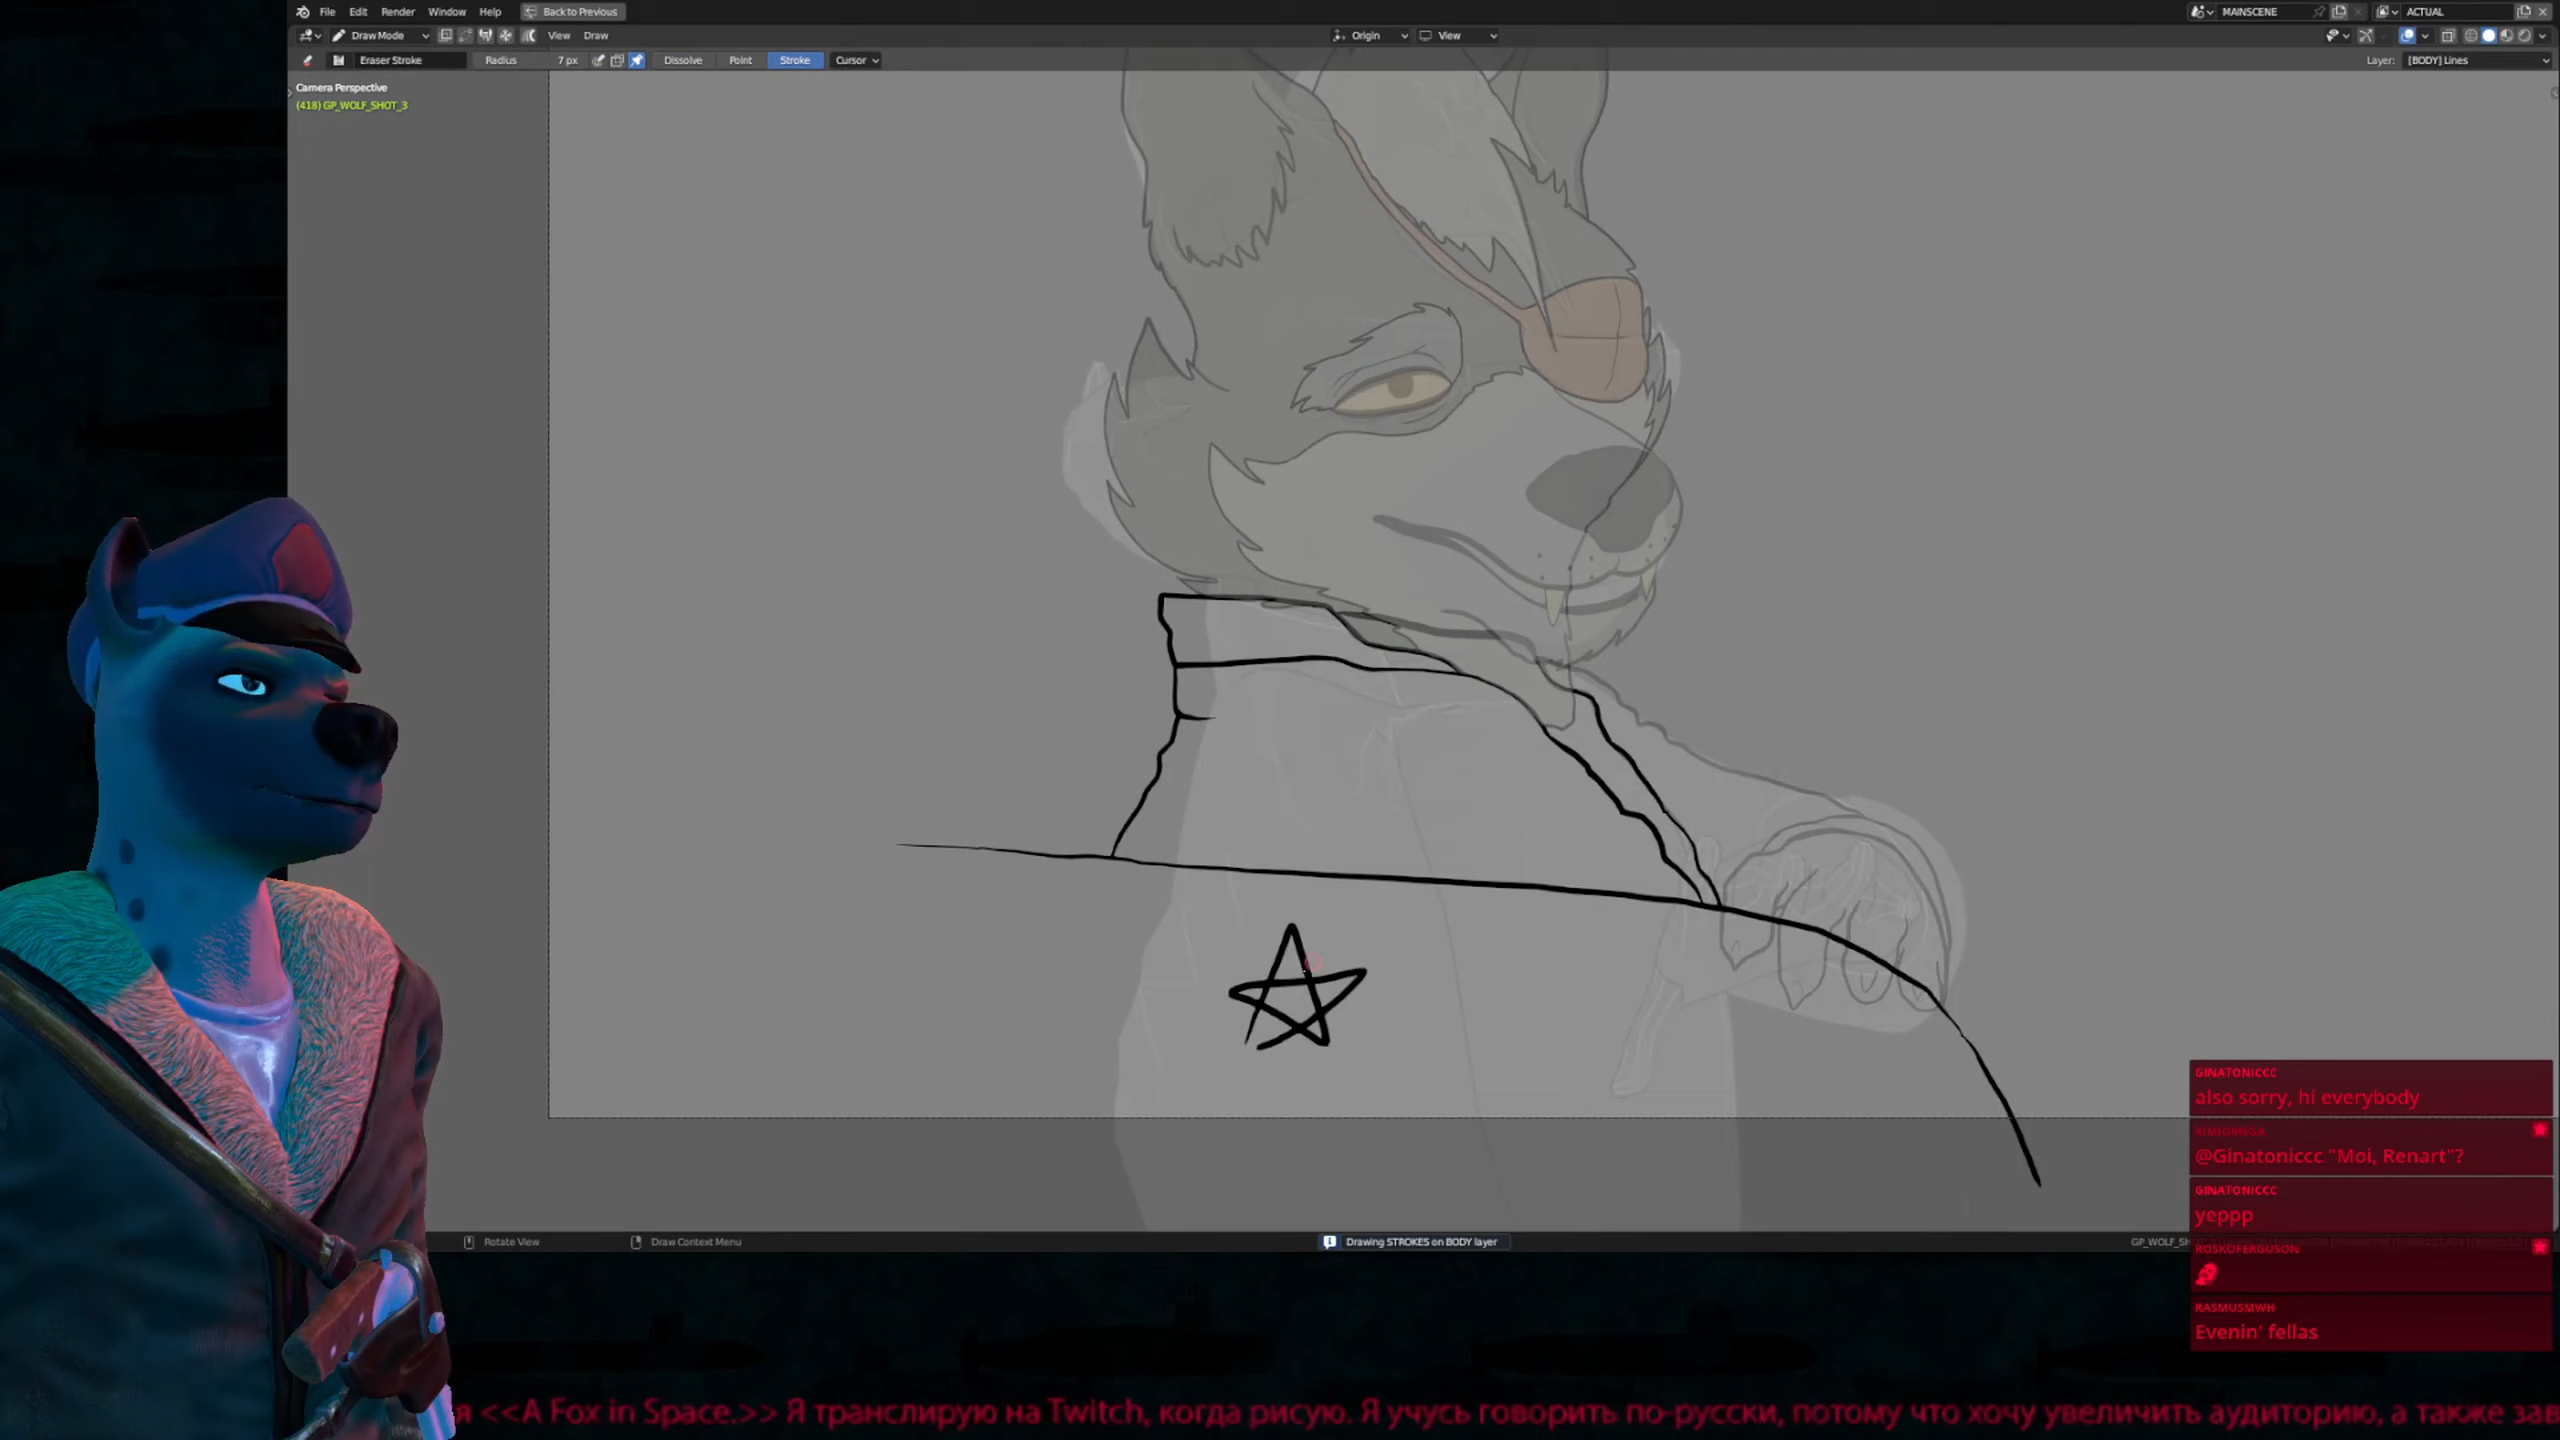 File Edit Render Window Help Back to Previous MAINSCENE ACTUAL
Draw Mode View Draw Origin View
Eraser Stroke Radius 7 px Dissolve Point Stroke Cursor Layer: [BODY] Lines
Camera Perspective
(418) GP_WOLF_SHOT_3
GINATONICCC
also sorry, hi everybody
KIMIOMEGA
@Ginatoniccc "Moi, Renart"?
GINATONICCC
yeppp
ROSKOFERGUSON
RASMUSMWH
Evenin' fellas
Rotate View Draw Context Menu Drawing STROKES on BODY layer GP_WOLF_SH
я <<A Fox in Space.>> Я транслирую на Twitch, когда рисую. Я учусь говорить по-русски, потому что хочу увеличить аудиторию, а также зав